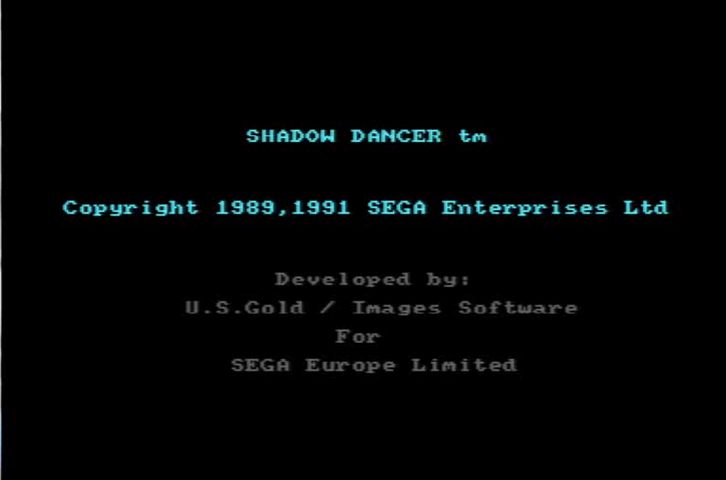 SHADOW DANCER tm
Copyright 1989,1991 SEGA Enterprises Ltd
Developed by:
U.S.Gold / Images Software
For
SEGA Europe Limited